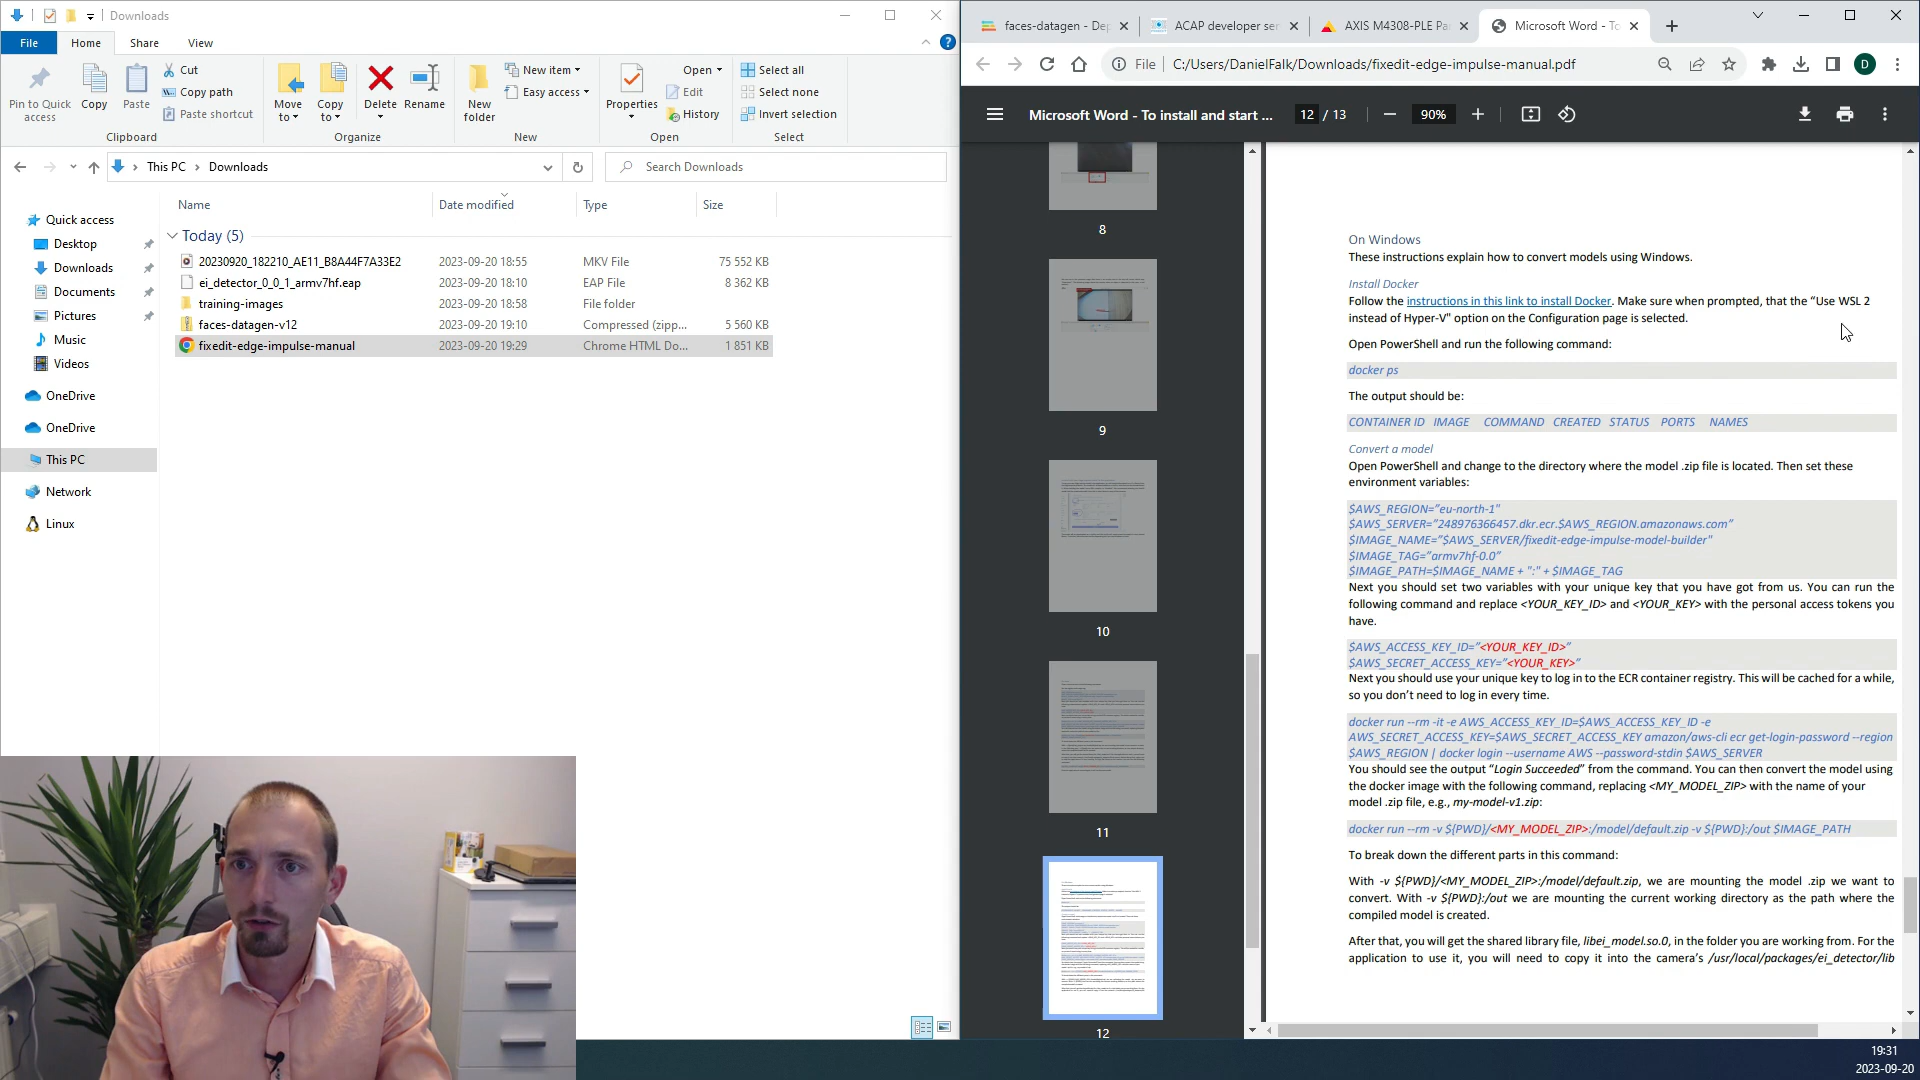 Downloads
File
Home
Share
View
Pin to Quick access
Copy
Paste
Cut
Copy path
Paste shortcut
Clipboard
Move to
Copy to
Delete
Rename
Organize
New folder
New item
Easy access
New
Properties
Open
Edit
History
Open
Select all
Select none
Invert selection
Select
This PC > Downloads
Search Downloads
Quick access
Desktop
Downloads
Documents
Pictures
Music
Videos
OneDrive
OneDrive
This PC
Network
Linux
Name Date modified Type Size
Today (5)
20230920_182210_AE11_B8A44F7A33E2 2023-09-20 18:55 MKV File 75 552 KB
ei_detector_0_0_1_armv7hf.eap 2023-09-20 18:10 EAP File 8 362 KB
training-images 2023-09-20 18:58 File folder
faces-datagen-v12 2023-09-20 19:10 Compressed (zipp... 5 560 KB
fixedit-edge-impulse-manual 2023-09-20 19:29 Chrome HTML Do... 1 851 KB
faces-datagen - Dep
ACAP developer ser
AXIS M4308-PLE Pa
Microsoft Word - To
File C:/Users/DanielFalk/Downloads/fixedit-edge-impulse-manual.pdf
D
Microsoft Word - To install and start ...
12 / 13
90%
8
9
10
11
12
On Windows
These instructions explain how to convert models using Windows.
Install Docker
Follow the instructions in this link to install Docker. Make sure when prompted, that the “Use WSL 2
instead of Hyper-V” option on the Configuration page is selected.
Open PowerShell and run the following command:
docker ps
The output should be:
CONTAINER ID IMAGE COMMAND CREATED STATUS PORTS NAMES
Convert a model
Open PowerShell and change to the directory where the model .zip file is located. Then set these
environment variables:
$AWS_REGION=”eu-north-1"
$AWS_SERVER=”248976366457.dkr.ecr.$AWS_REGION.amazonaws.com”
$IMAGE_NAME=”$AWS_SERVER/fixedit-edge-impulse-model-builder"
$IMAGE_TAG=”armv7hf-0.0”
$IMAGE_PATH=$IMAGE_NAME + ":" + $IMAGE_TAG
Next you should set two variables with your unique key that you have got from us. You can run the
following command and replace <YOUR_KEY_ID> and <YOUR_KEY> with the personal access tokens you
have.
$AWS_ACCESS_KEY_ID=”<YOUR_KEY_ID>”
$AWS_SECRET_ACCESS_KEY=”<YOUR_KEY>”
Next you should use your unique key to log in to the ECR container registry. This will be cached for a while,
so you don’t need to log in every time.
docker run --rm -it -e AWS_ACCESS_KEY_ID=$AWS_ACCESS_KEY_ID -e
AWS_SECRET_ACCESS_KEY=$AWS_SECRET_ACCESS_KEY amazon/aws-cli ecr get-login-password --region
$AWS_REGION | docker login --username AWS --password-stdin $AWS_SERVER
You should see the output “Login Succeeded” from the command. You can then convert the model using
the docker image with the following command, replacing <MY_MODEL_ZIP> with the name of your
model .zip file, e.g., my-model-v1.zip:
docker run --rm -v ${PWD}/<MY_MODEL_ZIP>:/model/default.zip -v ${PWD}:/out $IMAGE_PATH
To break down the different parts in this command:
With -v ${PWD}/<MY_MODEL_ZIP>:/model/default.zip, we are mounting the model .zip we want to
convert. With -v ${PWD}:/out we are mounting the current working directory as the path where the
compiled model is created.
After that, you will get the shared library file, libei_model.so.0, in the folder you are working from. For the
application to use it, you will need to copy it into the camera’s /usr/local/packages/ei_detector/lib
19:31
2023-09-20